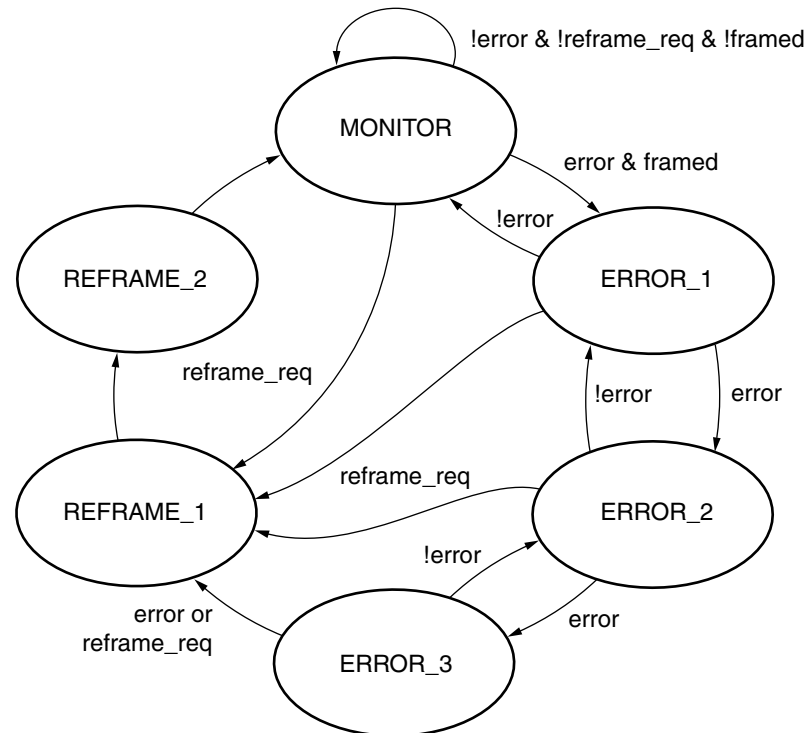 !error & !reframe_req & !framed
MONITOR
error & framed
!error
REFRAME_2
ERROR_1
reframe_req
!error
error
reframe_req
REFRAME_1
ERROR_2
!error
error or
reframe_req
error
ERROR_3